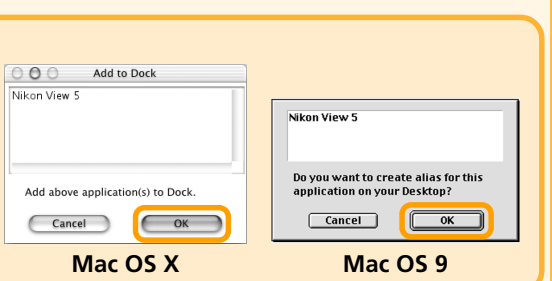 Add to Dock
Nikon View 5
Add above application(s) to Dock.
Cancel OK
Mac OS X
Nikon View 5
Do you want to create alias for this
application on your Desktop?
Cancel OK
Mac OS 9